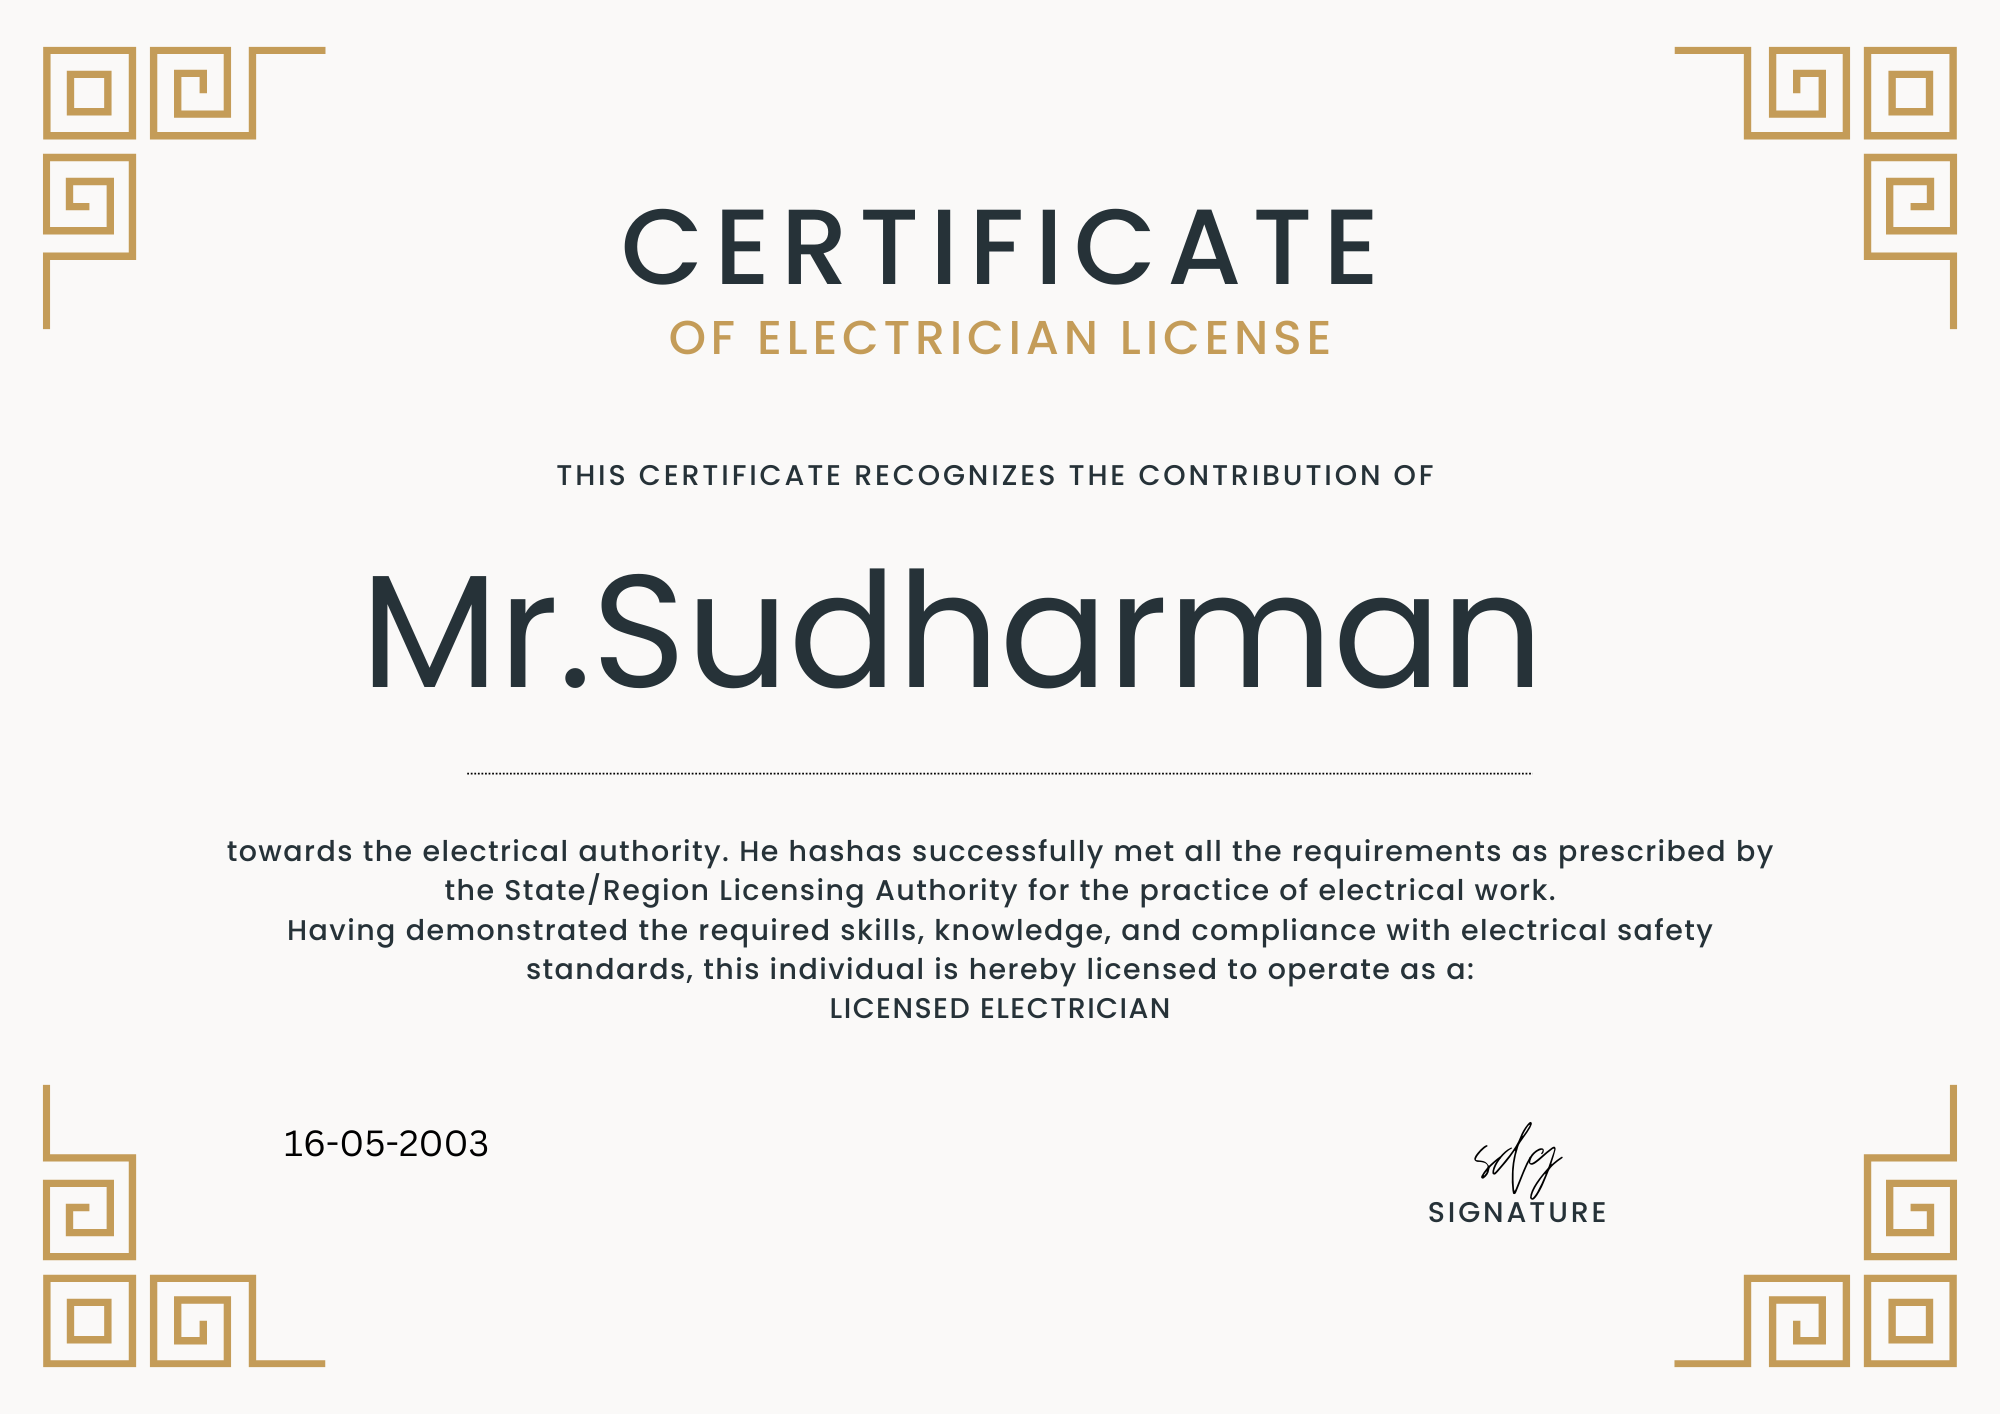 CERTIFICATE
OF ELECTRICIAN LICENSE
THIS CERTIFICATE RECOGNIZES THE CONTRIBUTION OF
Mr.Sudharman
towards the electrical authority. He hashas successfully met all the requirements as prescribed by
the State/Region Licensing Authority for the practice of electrical work.
Having demonstrated the required skills, knowledge, and compliance with electrical safety
standards, this individual is hereby licensed to operate as a:
LICENSED ELECTRICIAN
16-05-2003
SIGNATURE